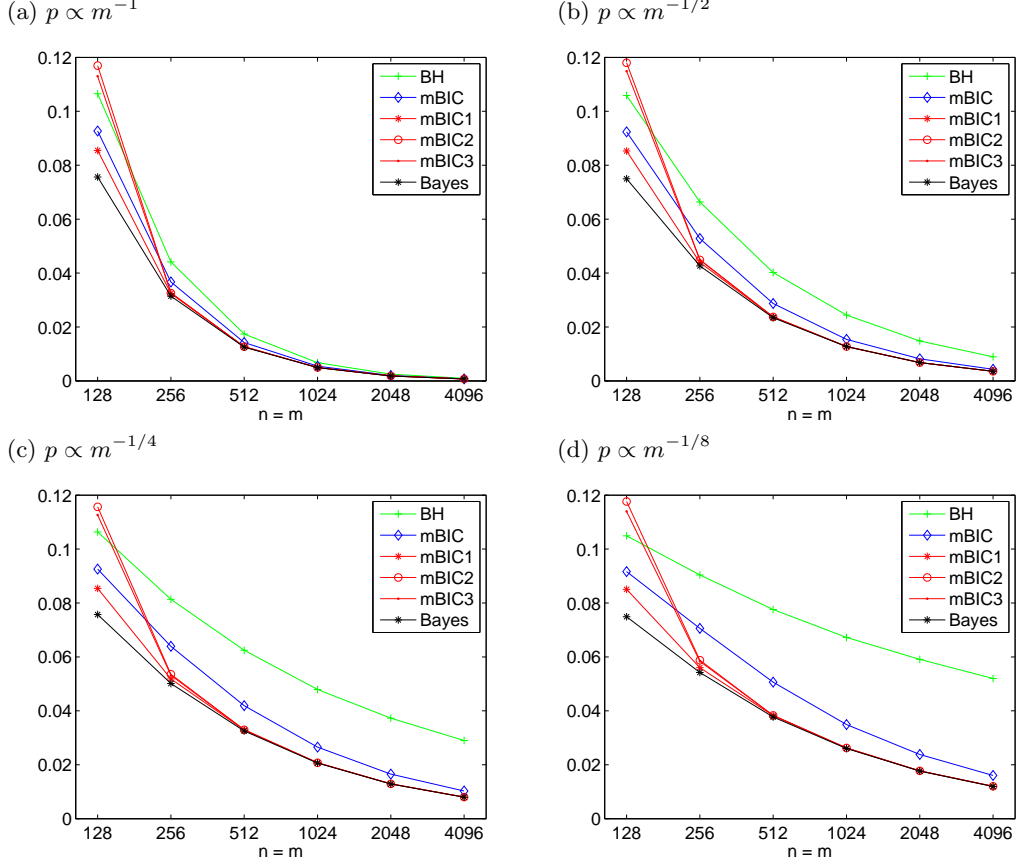 (a) p ∝ m^{-1}
0.12
0.1
0.08
0.06
0.04
0.02
0
128 256 512 1024 2048 4096
n = m
BH
mBIC
mBIC1
mBIC2
mBIC3
Bayes
(b) p ∝ m^{-1/2}
0.12
0.1
0.08
0.06
0.04
0.02
0
128 256 512 1024 2048 4096
n = m
BH
mBIC
mBIC1
mBIC2
mBIC3
Bayes
(c) p ∝ m^{-1/4}
0.12
0.1
0.08
0.06
0.04
0.02
0
128 256 512 1024 2048 4096
n = m
BH
mBIC
mBIC1
mBIC2
mBIC3
Bayes
(d) p ∝ m^{-1/8}
0.12
0.1
0.08
0.06
0.04
0.02
0
128 256 512 1024 2048 4096
n = m
BH
mBIC
mBIC1
mBIC2
mBIC3
Bayes